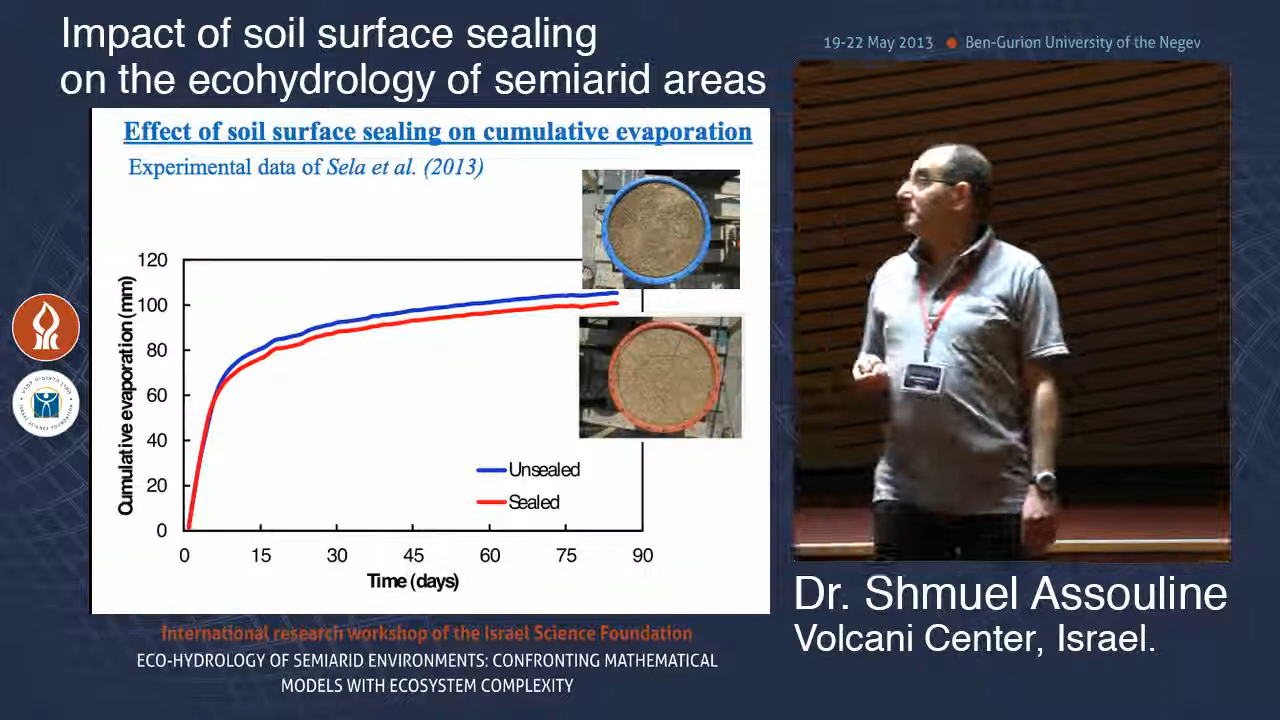 Impact of soil surface sealing
on the ecohydrology of semiarid areas
19-22 May 2013 ● Ben-Gurion University of the Negev
Effect of soil surface sealing on cumulative evaporation
Experimental data of Sela et al. (2013)
Cumulative evaporation (mm)
120
100
80
60
40
20
0
Unsealed
Sealed
0 15 30 45 60 75 90
Time (days)
Dr. Shmuel Assouline
Volcani Center, Israel.
International research workshop of the Israel Science Foundation
ECO-HYDROLOGY OF SEMIARID ENVIRONMENTS: CONFRONTING MATHEMATICAL
MODELS WITH ECOSYSTEM COMPLEXITY